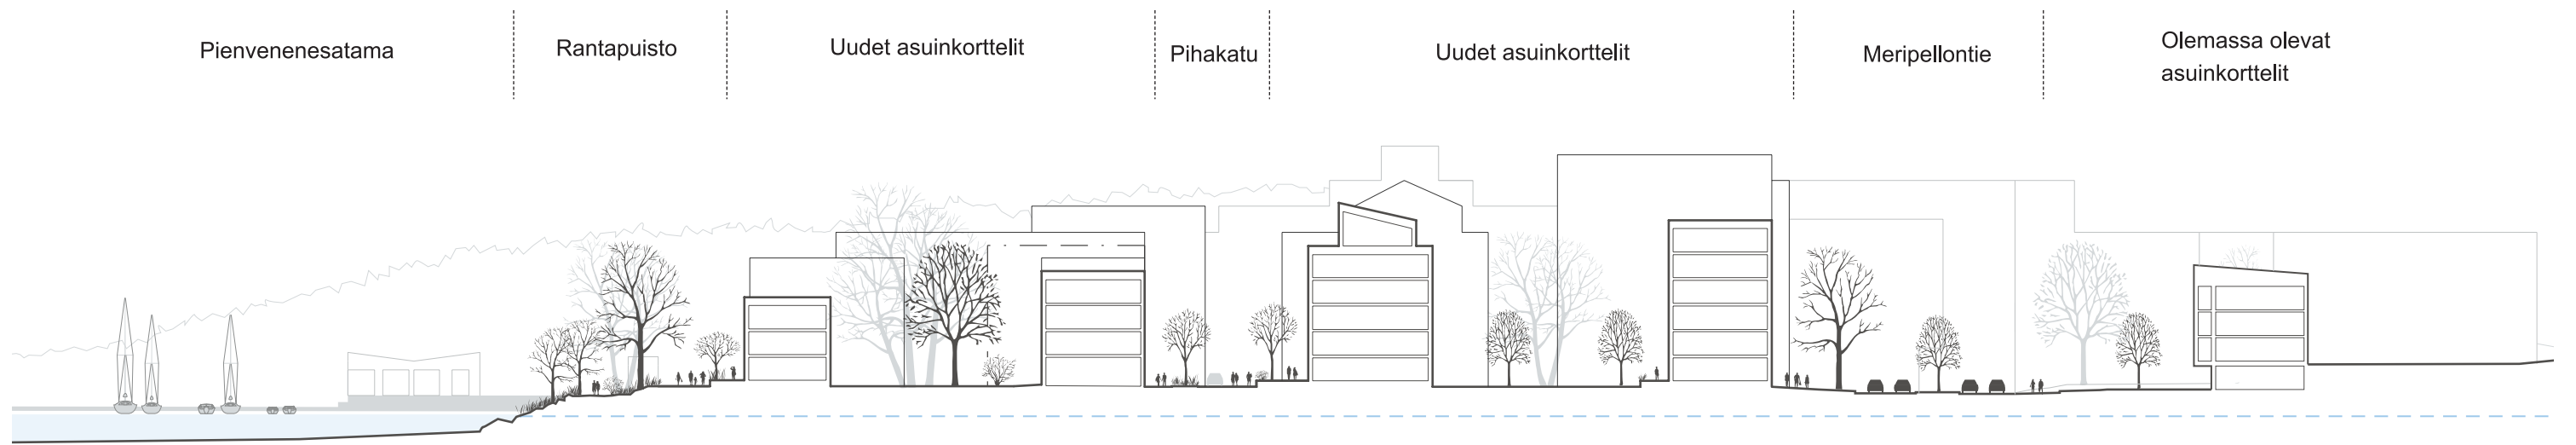 Pienvenenesatama
Rantapuisto
Uudet asuinkorttelit
Pihakatu
Uudet asuinkorttelit
Meripellontie
Olemassa olevat
asuinkorttelit